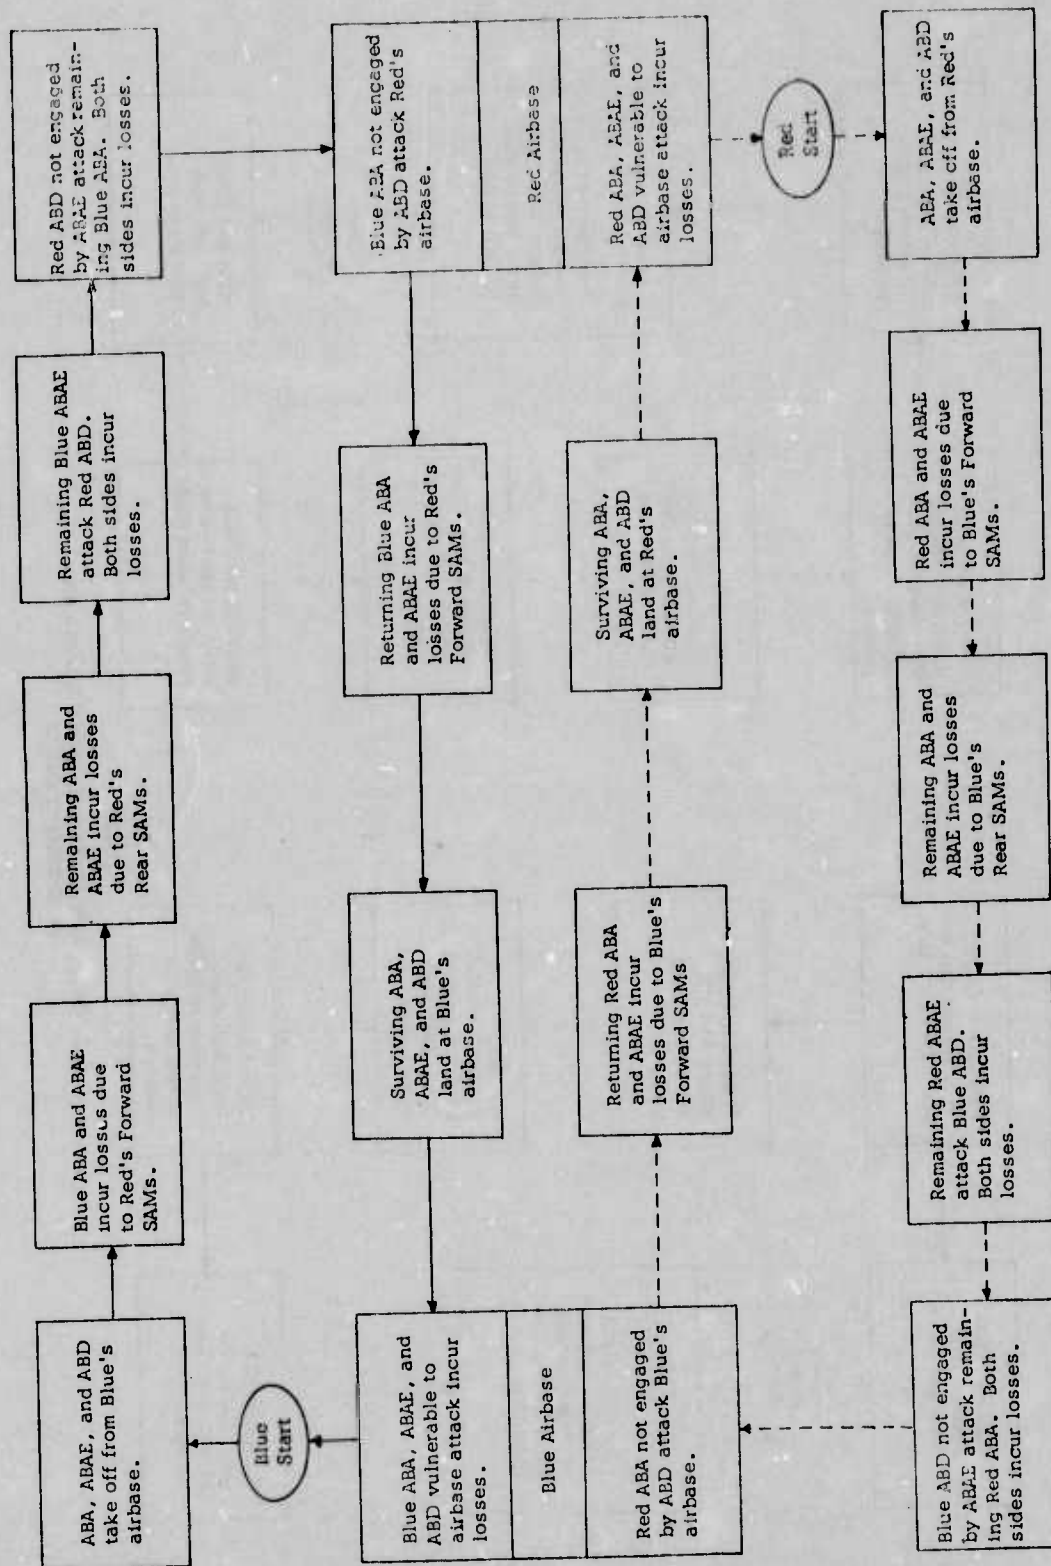 ABA, ABAE, and ABD
take off from Blue's
airbase.
Blue ABA and ABAE
incur losses due
to Red's Forward
SAMs.
Remaining ABA and
ABAE incur losses
due to Red's
Rear SAMs.
Remaining Blue ABAE
attack Red ABD.
Both sides incur
losses.
Red ABD not engaged
by ABAE attack remain-
ing Blue ABA. Both
sides incur losses.
Blue
Start
Blue ABA, ABAE, and
ABD vulnerable to
airbase attack incur
losses.
Blue Airbase
Red ABA not engaged
by ABD attack Blue's
airbase.
Surviving ABA,
ABAE, and ABD
land at Blue's
airbase.
Returning Blue ABA
and ABAE incur
losses due to Red's
Forward SAMs.
Blue ABA not engaged
by ABD attack Red's
airbase.
Red Airbase
Red ABA, ABAE, and
ABD vulnerable to
airbase attack incur
losses.
Returning Red ABA
and ABAE incur
losses due to Blue's
Forward SAMs
Surviving ABA,
ABAE, and ABD
land at Red's
airbase.
Red
Start
Blue ABD not engaged
by ABAE attack remain-
ing Red ABA. Both
sides incur losses.
Remaining Red ABAE
attack Blue ABD.
Both sides incur
losses.
Remaining ABA and
ABAE incur losses
due to Blue's
Rear SAMs.
Red ABA and ABAE
incur losses due
to Blue's Forward
SAMs.
ABA, ABAE, and ABD
take off from Red's
airbase.